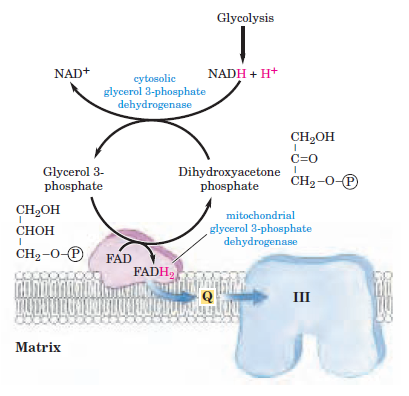 Glycolysis
NAD+
NADH + H+
cytosolic
glycerol 3-phosphate
dehydrogenase
CH₂OH
C=O
CH₂-O-P
Glycerol 3-
phosphate
Dihydroxyacetone
phosphate
CH₂OH
CHOH
CH₂-O-P
mitochondrial
glycerol 3-phosphate
dehydrogenase
FAD
FADH₂
Q
III
Matrix